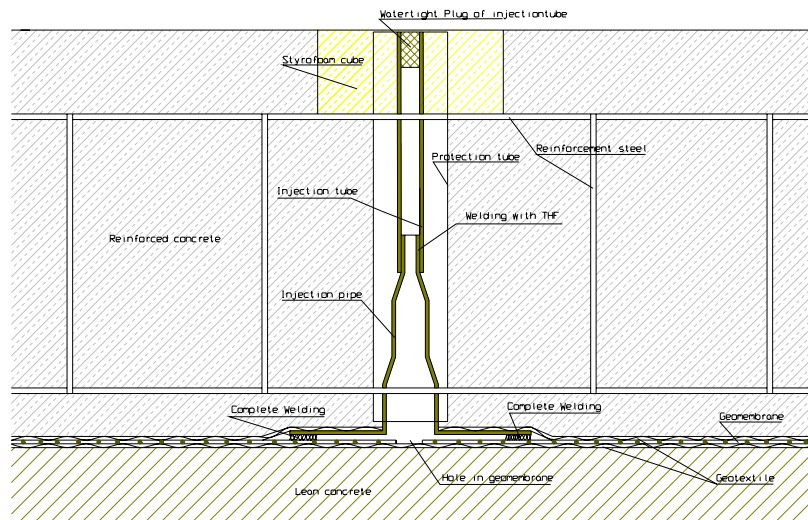 Watertight Plug of injectiontube
Styrofoam cube
Reinforcement steel
Protection tube
Injection tube
Welding with THF
Reinforced concrete
Injection pipe
Complete Welding
Complete Welding
Geomembrane
Hole in geomembrane
Geotextile
Lean concrete